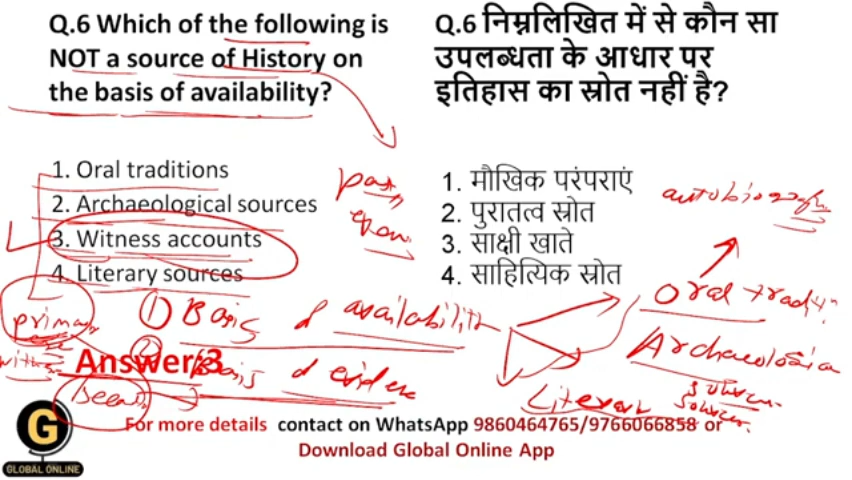 Q.6 Which of the following is
NOT a source of History on
the basis of availability?
1. Oral traditions
2. Archaeological sources
3. Witness accounts
4. Literary sources
Q.6 निम्नलिखित में से कौन सा
उपलब्धता के आधार पर
इतिहास का स्रोत नहीं है?
1. मौखिक परंपराएं
2. पुरातत्व स्रोत
3. साक्षी खाते
4. साहित्यिक स्रोत
past
autobiography
① Basis of availability
Oral
Archaeological
Sources
primary
Answer:3
Basis of evidence
Sources
For more details contact on WhatsApp 9860464765/9766066858 or
Download Global Online App
G
GLOBAL ONLINE